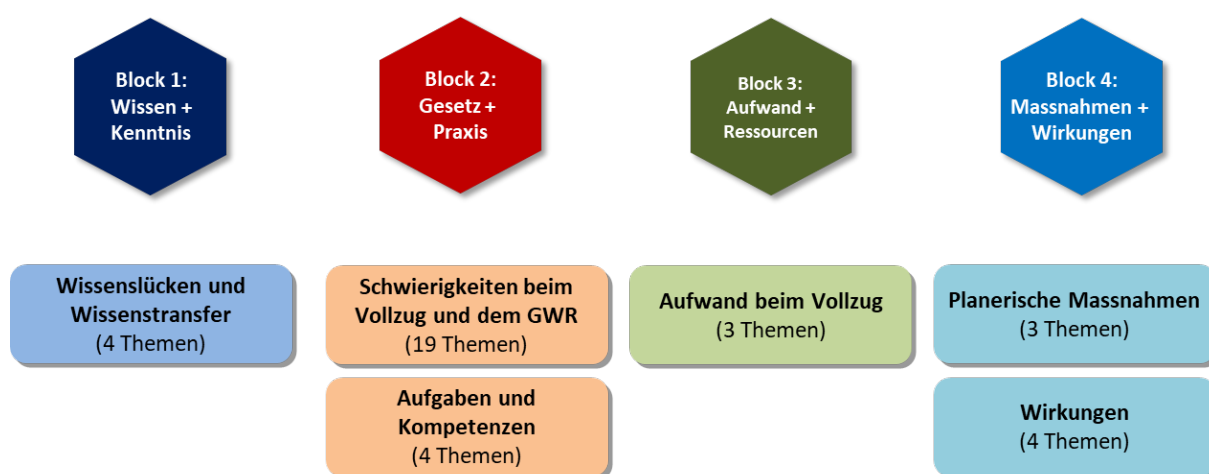 Block 1:
Wissen +
Kenntnis
Block 2:
Gesetz +
Praxis
Block 3:
Aufwand +
Ressourcen
Block 4:
Massnahmen +
Wirkungen
Wissenslücken und
Wissenstransfer
(4 Themen)
Schwierigkeiten beim
Vollzug und dem GWR
(19 Themen)
Aufgaben und
Kompetenzen
(4 Themen)
Aufwand beim Vollzug
(3 Themen)
Planerische Massnahmen
(3 Themen)
Wirkungen
(4 Themen)